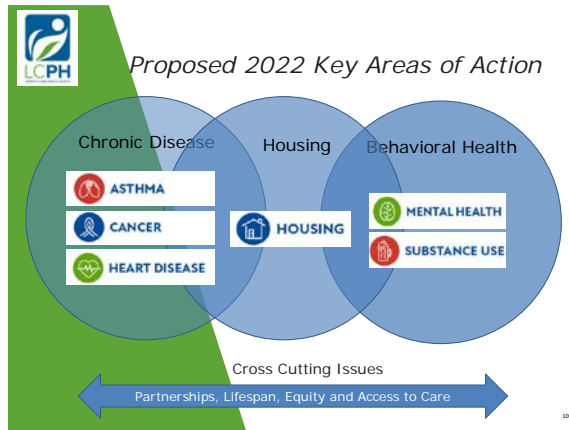 LCPH
Proposed 2022 Key Areas of Action
Chronic Disease
Housing
Behavioral Health
ASTHMA
CANCER
HEART DISEASE
HOUSING
MENTAL HEALTH
SUBSTANCE USE
Cross Cutting Issues
Partnerships, Lifespan, Equity and Access to Care
10